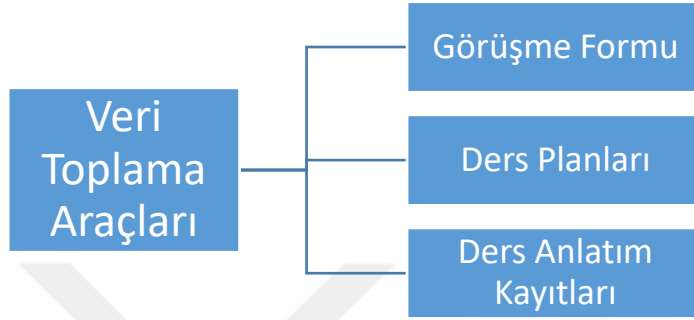 Veri
Toplama
Araçları
Görüşme Formu
Ders Planları
Ders Anlatım
Kayıtları